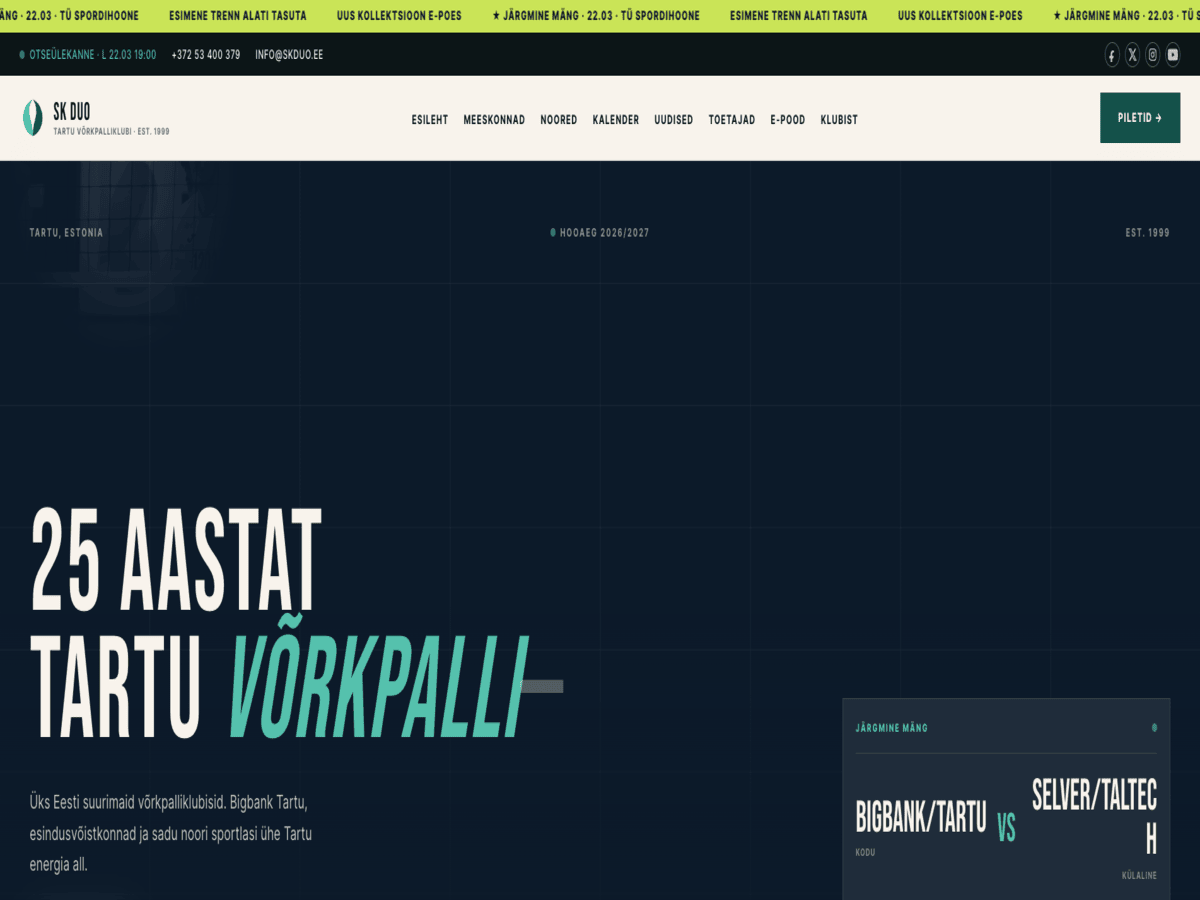 ÄNG · 22.03 · TÜ SPORDIHOONE ESIMENE TRENN ALATI TASUTA UUS KOLLEKTSIOON E-POES ★ JÄRGMINE MÄNG · 22.03 · TÜ SPORDIHOONE ESIMENE TRENN ALATI TASUTA UUS KOLLEKTSIOON E-POES ★ JÄRGMINE MÄNG · 22.03 · TÜ
OTSEÜLEKANNE · L 22.03 19:00 +372 53 400 379 INFO@SKDUO.EE
SK DUO
TARTU VÕRKPALLIKLUBI · EST. 1999
ESILEHT MEESKONNAD NOORED KALENDER UUDISED TOETAJAD E-POOD KLUBIST
PILETID →
TARTU, ESTONIA HOOAEG 2026/2027 EST. 1999
25 AASTAT
TARTU VÕRKPALLI
Üks Eesti suurimaid võrkpalliklubisid. Bigbank Tartu,
esindusvõistkonnad ja sadu noori sportlasi ühe Tartu
energia all.
JÄRGMINE MÄNG
BIGBANK/TARTU
KODU
VS
SELVER/TALTEC
H
KÜLALINE